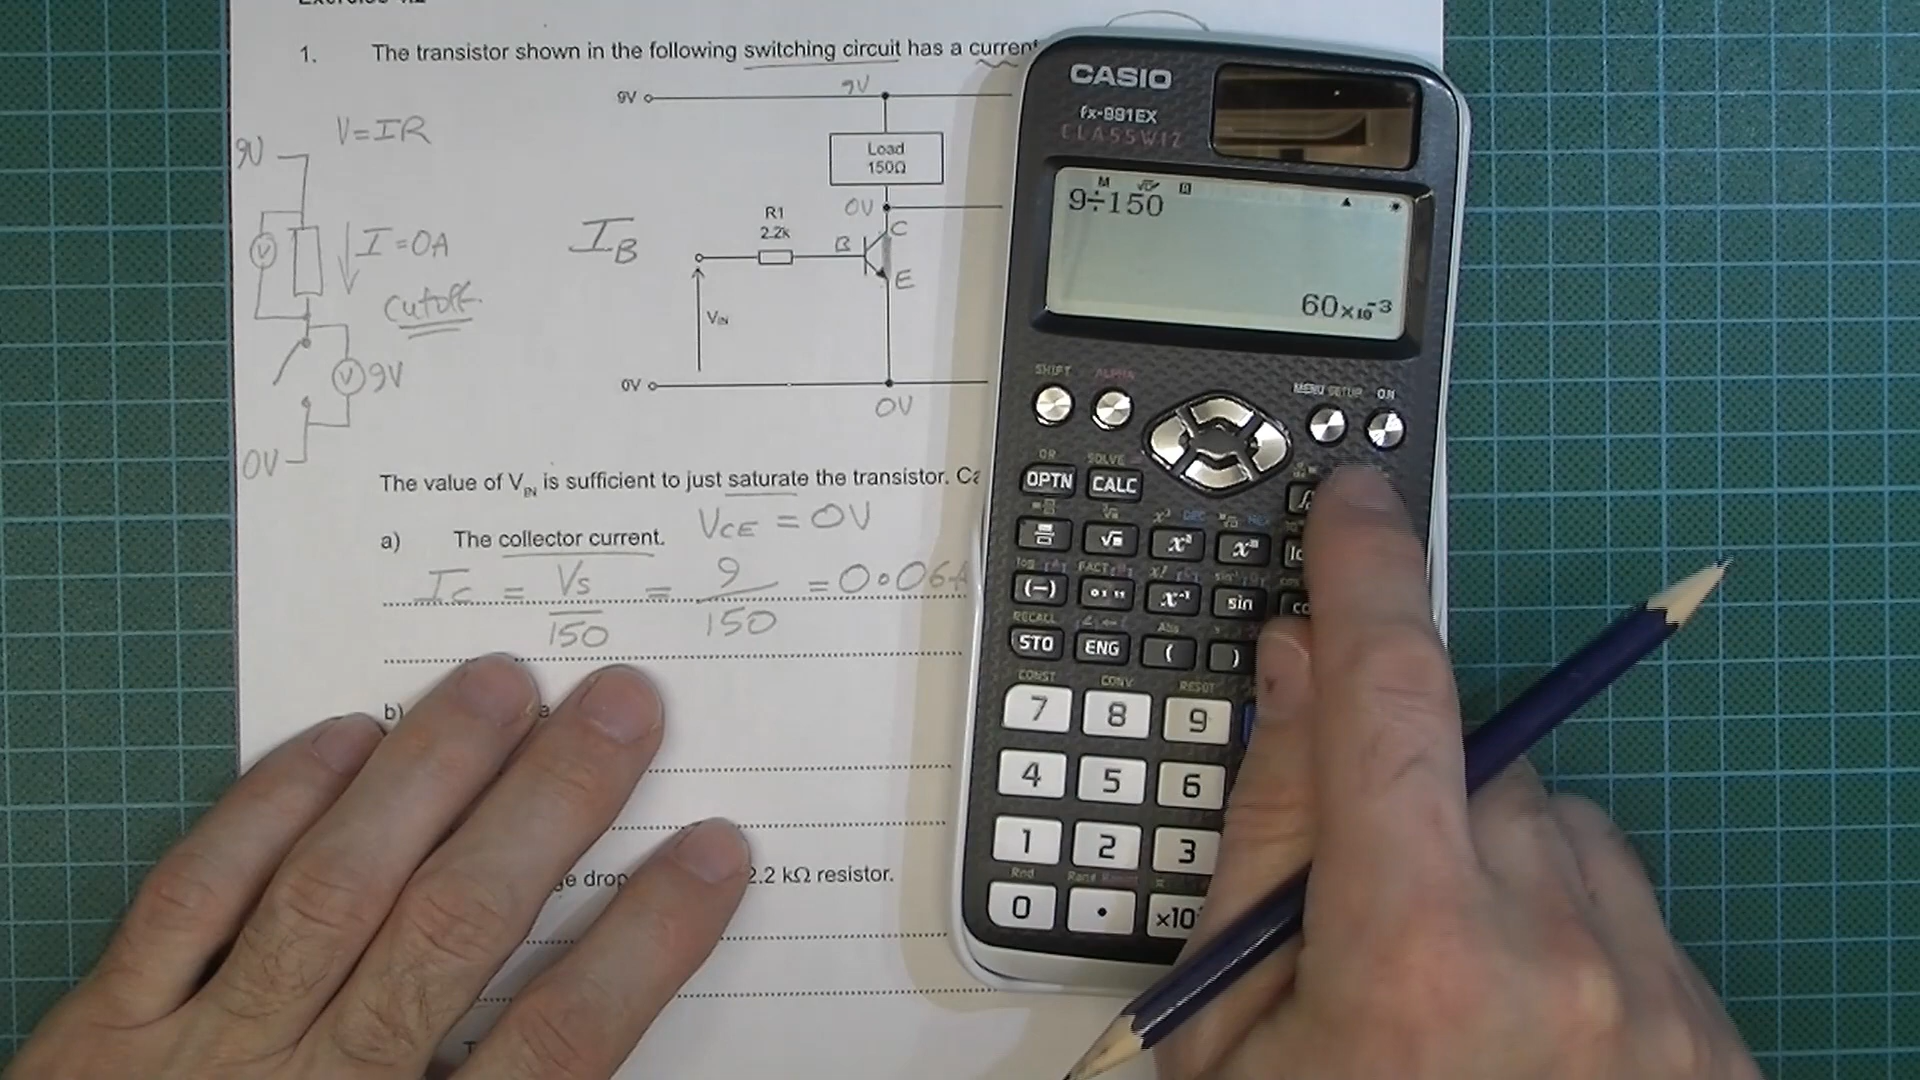 1. The transistor shown in the following switching circuit has a current
9V
9V
Load
150Ω
0V
C
R1
2.2k
B
E
VIN
0V
0V
V=IR
9V
V
I=0A
Cutoff
V 9V
0V
IB
The value of VIN is sufficient to just saturate the transistor.
VCE = 0V
a) The collector current.
IC = VS/150 = 9/150 = 0.06A
b)
2.2 kΩ resistor.
CASIO
fx-991EX
CLASSWIZ
9÷150
60×10⁻³
SHIFT ALPHA MENU SETUP ON
SOLVE
OPTN CALC
(−) sin
RECALL
STO ENG ( )
CONST CONV RESET
7 8 9
4 5 6
1 2 3
Rnd
0 . ×10